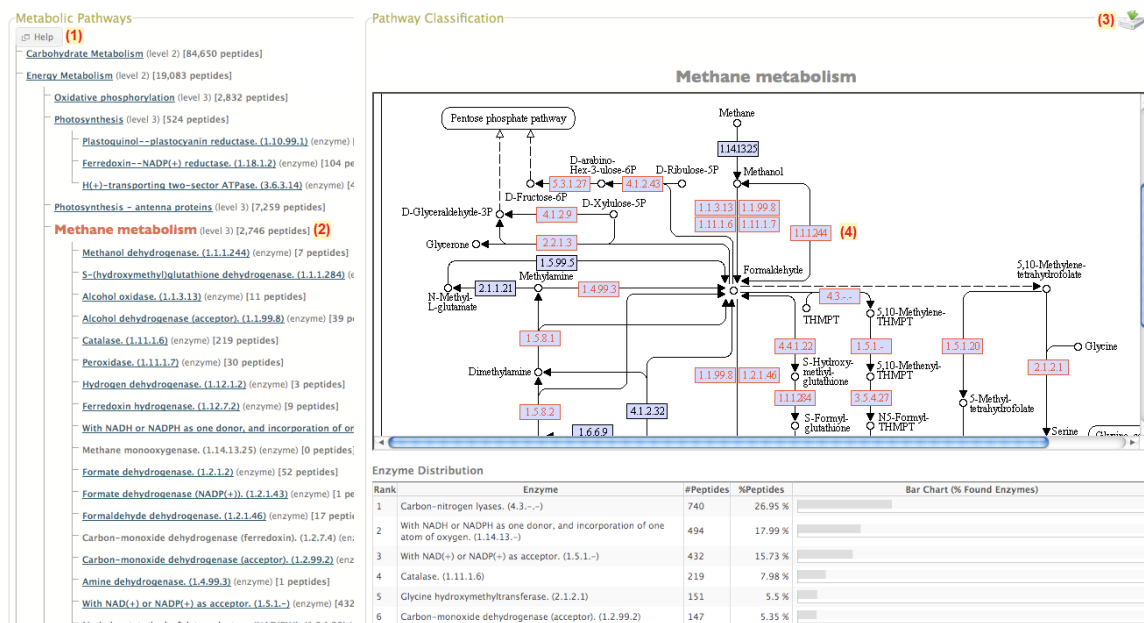 Metabolic Pathways
Help (1)
Carbohydrate Metabolism (level 2) [84,650 peptides]
Energy Metabolism (level 2) [19,083 peptides]
Oxidative phosphorylation (level 3) [2,832 peptides]
Photosynthesis (level 3) [524 peptides]
Plastoquinol--plastocyanin reductase. (1.10.99.1) (enzyme)
Ferredoxin--NADP(+) reductase. (1.18.1.2) (enzyme) [104 pe
H(+)-transporting two-sector ATPase. (3.6.3.14) (enzyme) [4
Photosynthesis - antenna proteins (level 3) [7,259 peptides]
Methane metabolism (level 3) [2,746 peptides] (2)
Methanol dehydrogenase. (1.1.1.244) (enzyme) [7 peptides]
S-(hydroxymethyl)glutathione dehydrogenase. (1.1.1.284) (e
Alcohol oxidase. (1.1.3.13) (enzyme) [11 peptides]
Alcohol dehydrogenase (acceptor). (1.1.99.8) (enzyme) [39 p
Catalase. (1.11.1.6) (enzyme) [219 peptides]
Peroxidase. (1.11.1.7) (enzyme) [30 peptides]
Hydrogen dehydrogenase. (1.12.1.2) (enzyme) [3 peptides]
Ferredoxin hydrogenase. (1.12.7.2) (enzyme) [9 peptides]
With NADH or NADPH as one donor, and incorporation of or
Methane monooxygenase. (1.14.13.25) (enzyme) [0 peptides]
Formate dehydrogenase. (1.2.1.2) (enzyme) [52 peptides]
Formate dehydrogenase (NADP(+)). (1.2.1.43) (enzyme) [1 pe
Formaldehyde dehydrogenase. (1.2.1.46) (enzyme) [17 pepti
Carbon-monoxide dehydrogenase (ferredoxin). (1.2.7.4) (en
Carbon-monoxide dehydrogenase (acceptor). (1.2.99.2) (enz
Amine dehydrogenase. (1.4.99.3) (enzyme) [1 peptides]
With NAD(+) or NADP(+) as acceptor. (1.5.1.-) (enzyme) [432
Pathway Classification
(3)
Methane metabolism
Pentose phosphate pathway
Methane
1.14.13.25
D-arabino-
Hex-3-ulose-6P
D-Ribulose-5P
Methanol
5.3.1.27
4.1.2.43
D-Fructose-6P
D-Xylulose-5P
D-Glyceraldehyde-3P
4.1.2.9
1.1.3.13 1.1.99.8
1.11.1.6 1.11.1.7
1.1.1.244 (4)
Glycerone
2.2.1.3
1.5.99.5
Formaldehyde
5,10-Methylene-
tetrahydrofolate
2.1.1.21
Methylamine
1.4.99.3
N-Methyl-
L-glutamate
4.3.-.-
THMPT
5,10-Methylene-
THMPT
1.5.8.1
4.4.1.22
1.5.1.-
1.5.1.20
Glycine
Dimethylamine
1.1.99.8 1.2.1.46
S-Hydroxy-
methyl-
glutathione
5,10-Methenyl-
THMPT
2.1.2.1
1.5.8.2
4.1.2.32
1.1.1.284
3.5.4.27
5-Methyl-
tetrahydrofolate
1.6.6.9
S-Formyl-
glutathione
N5-Formyl-
THMPT
Serine
Enzyme Distribution
Rank Enzyme #Peptides %Peptides Bar Chart (% Found Enzymes)
1 Carbon-nitrogen lyases. (4.3.-.-) 740 26.95 %
2 With NADH or NADPH as one donor, and incorporation of one
atom of oxygen. (1.14.13.-) 494 17.99 %
3 With NAD(+) or NADP(+) as acceptor. (1.5.1.-) 432 15.73 %
4 Catalase. (1.11.1.6) 219 7.98 %
5 Glycine hydroxymethyltransferase. (2.1.2.1) 151 5.5 %
6 Carbon-monoxide dehydrogenase (acceptor). (1.2.99.2) 147 5.35 %